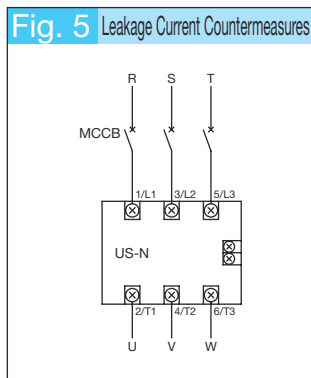 Fig. 5 Leakage Current Countermeasures
R S T
MCCB
1/L1 3/L2 5/L3
US-N
2/T1 4/T2 6/T3
U V W